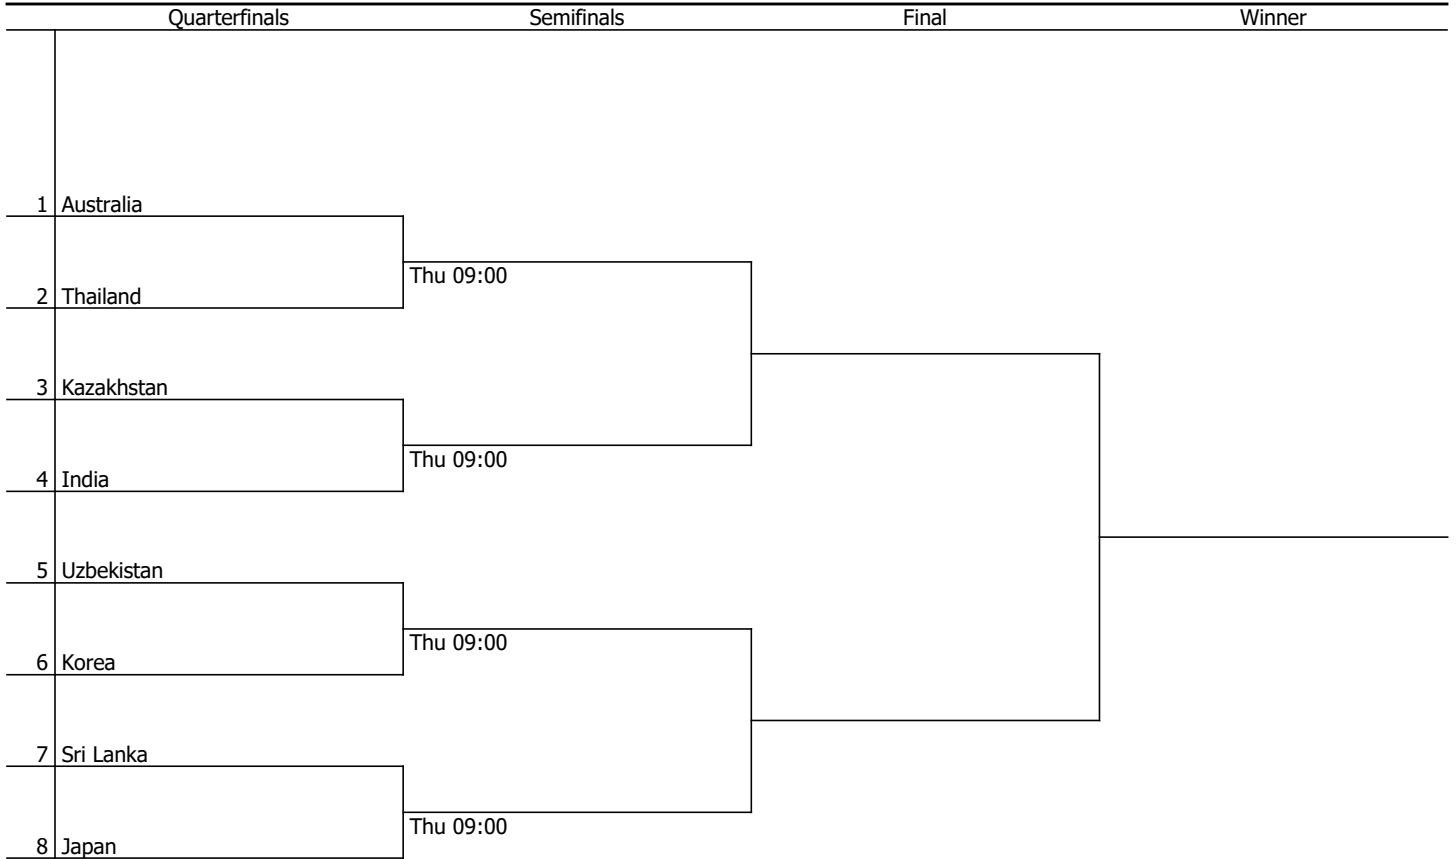 Quarterfinals Semifinals Final Winner
1 Australia
Thu 09:00
2 Thailand
3 Kazakhstan
Thu 09:00
4 India
5 Uzbekistan
Thu 09:00
6 Korea
7 Sri Lanka
Thu 09:00
8 Japan